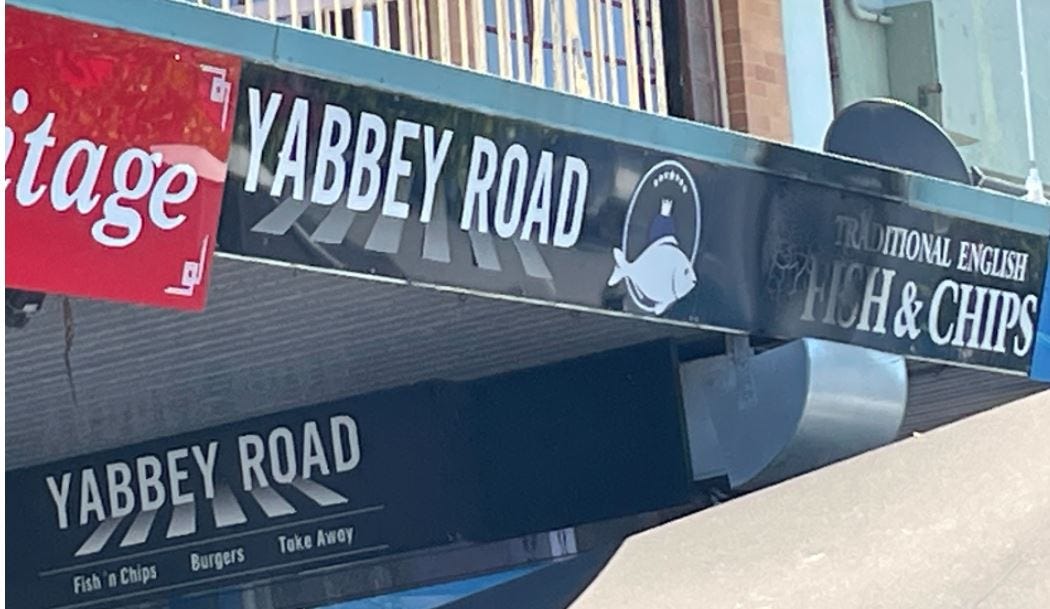 itage
YABBEY ROAD
TRADITIONAL ENGLISH
FISH & CHIPS
YABBEY ROAD
Fish 'n Chips Burgers Take Away